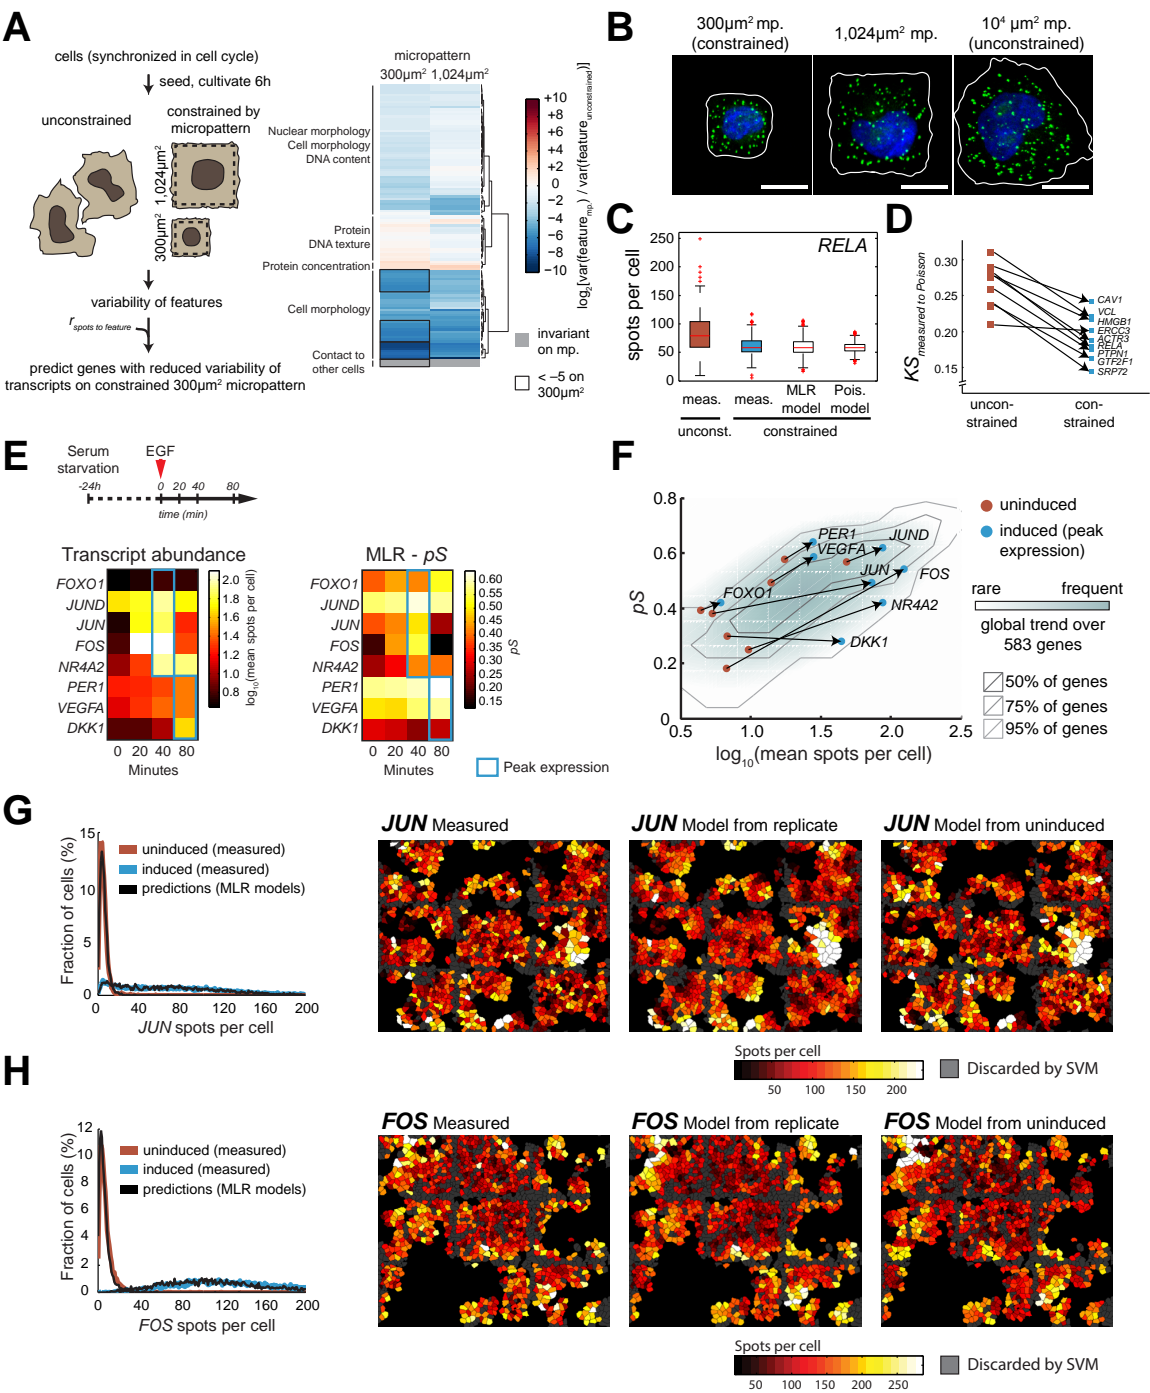 A
cells (synchronized in cell cycle)
seed, cultivate 6h
unconstrained
constrained by
micropattern
1,024µm²
300µm²
variability of features
r spots to feature
predict genes with reduced variability of
transcripts on constrained 300µm² micropattern
micropattern
300µm² 1,024µm²
Nuclear morphology
Cell morphology
DNA content
Protein
DNA texture
Protein concentration
Cell morphology
Contact to
other cells
+10
+8
+6
+4
+2
0
−2
−4
−6
−8
−10
log2[var(feature mp.) / var(feature unconstrained)]
invariant
on mp.
< −5 on
300µm²
B
300µm² mp.
(constrained)
1,024µm² mp.
10⁴ µm² mp.
(unconstrained)
C
RELA
spots per cell
250
200
150
100
50
0
meas.
meas.
MLR
model
Pois.
model
unconst.
constrained
D
KS measured to Poisson
0.30
0.25
0.20
0.15
CAV1
VCL
HMGB1
ERCC3
ACTR3
RELA
PTPN1
GTF2F1
SRP72
uncon-
strained
con-
strained
E
Serum
starvation
EGF
-24h
0 20 40 80
time (min)
Transcript abundance
FOXO1
JUND
JUN
FOS
NR4A2
PER1
VEGFA
DKK1
0 20 40 80
Minutes
2.0
1.8
1.6
1.4
1.2
1.0
0.8
log10(mean spots per cell)
MLR - pS
FOXO1
JUND
JUN
FOS
NR4A2
PER1
VEGFA
DKK1
0 20 40 80
Minutes
0.60
0.55
0.50
0.45
0.40
0.35
0.30
0.25
0.20
0.15
pS
Peak expression
F
pS
0.8
0.6
0.4
0.2
0
0.5 1.0 1.5 2.0 2.5
log10(mean spots per cell)
PER1
VEGFA
JUND
JUN
FOS
FOXO1
NR4A2
DKK1
uninduced
induced (peak
expression)
rare frequent
global trend over
583 genes
50% of genes
75% of genes
95% of genes
G
Fraction of cells (%)
15
10
5
0
0 40 80 120 160 200
JUN spots per cell
uninduced (measured)
induced (measured)
predictions (MLR models)
JUN Measured
JUN Model from replicate
JUN Model from uninduced
Spots per cell
50 100 150 200
Discarded by SVM
H
Fraction of cells (%)
12
10
8
6
4
2
0
0 40 80 120 160 200
FOS spots per cell
uninduced (measured)
induced (measured)
predictions (MLR models)
FOS Measured
FOS Model from replicate
FOS Model from uninduced
Spots per cell
50 100 150 200 250
Discarded by SVM